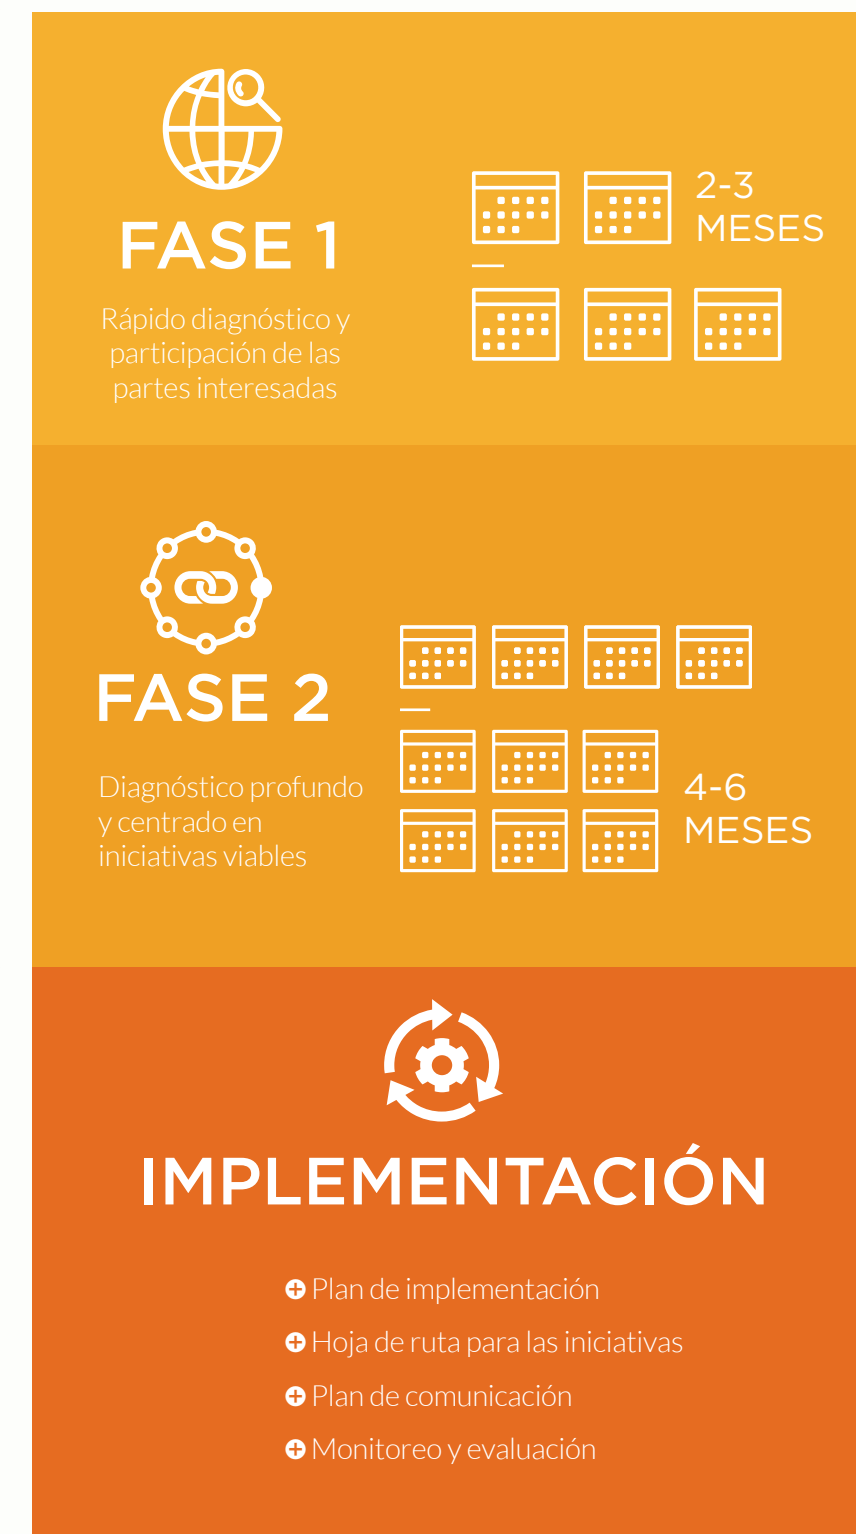 FASE 1
Rápido diagnóstico y
participación de las
partes interesadas
2-3
MESES
FASE 2
Diagnóstico profundo
y centrado en
iniciativas viables
4-6
MESES
IMPLEMENTACIÓN
Plan de implementación
Hoja de ruta para las iniciativas
Plan de comunicación
Monitoreo y evaluación